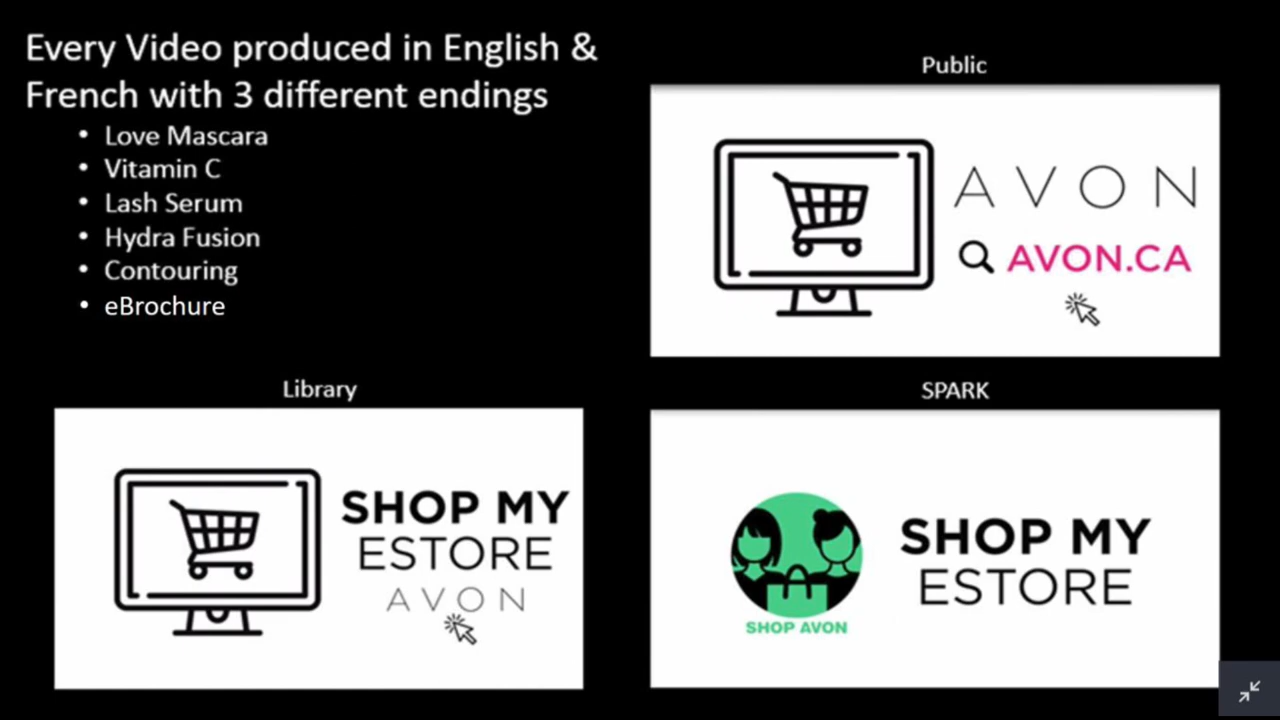 Every Video produced in English &
French with 3 different endings
• Love Mascara
• Vitamin C
• Lash Serum
• Hydra Fusion
• Contouring
• eBrochure
Public
AVON
AVON.CA
Library
SHOP MY
ESTORE
AVON
SPARK
SHOP AVON
SHOP MY
ESTORE